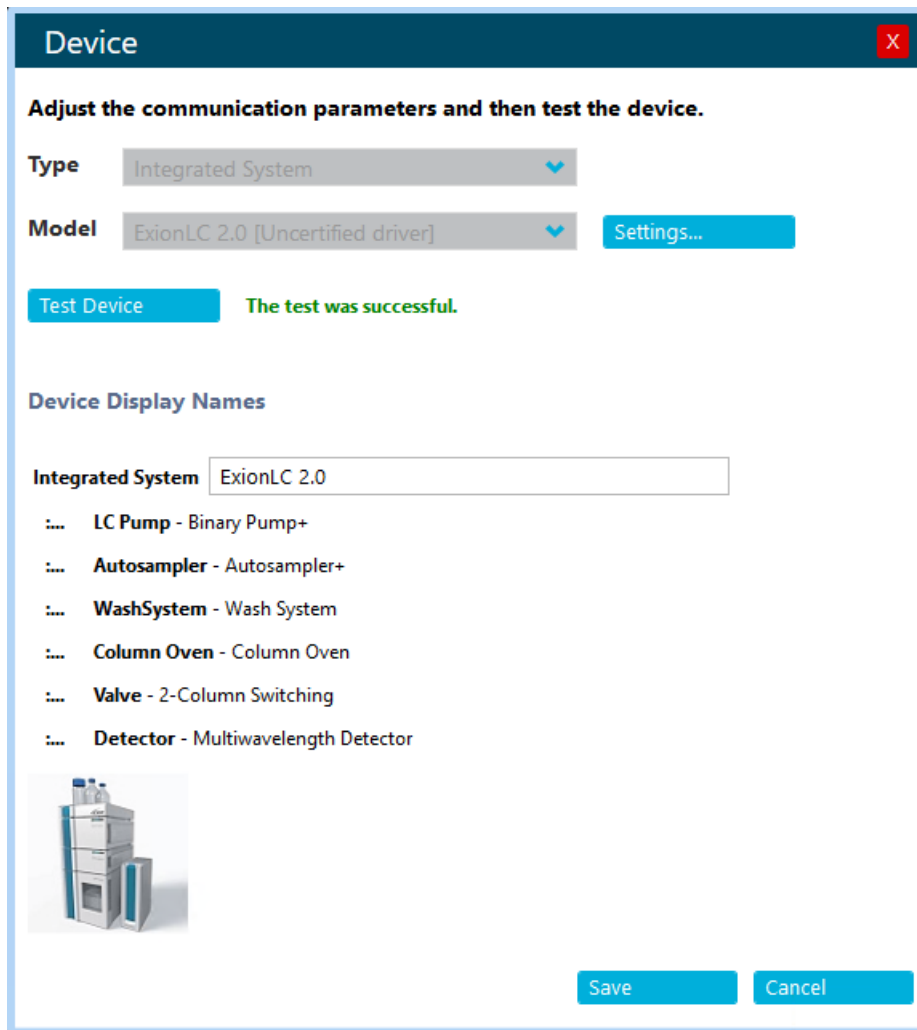 Device
X
Adjust the communication parameters and then test the device.
Type Integrated System
Model ExionLC 2.0 [Uncertified driver] Settings...
Test Device The test was successful.
Device Display Names
Integrated System ExionLC 2.0
:... LC Pump - Binary Pump+
:... Autosampler - Autosampler+
:... WashSystem - Wash System
:... Column Oven - Column Oven
:... Valve - 2-Column Switching
:... Detector - Multiwavelength Detector
Save Cancel